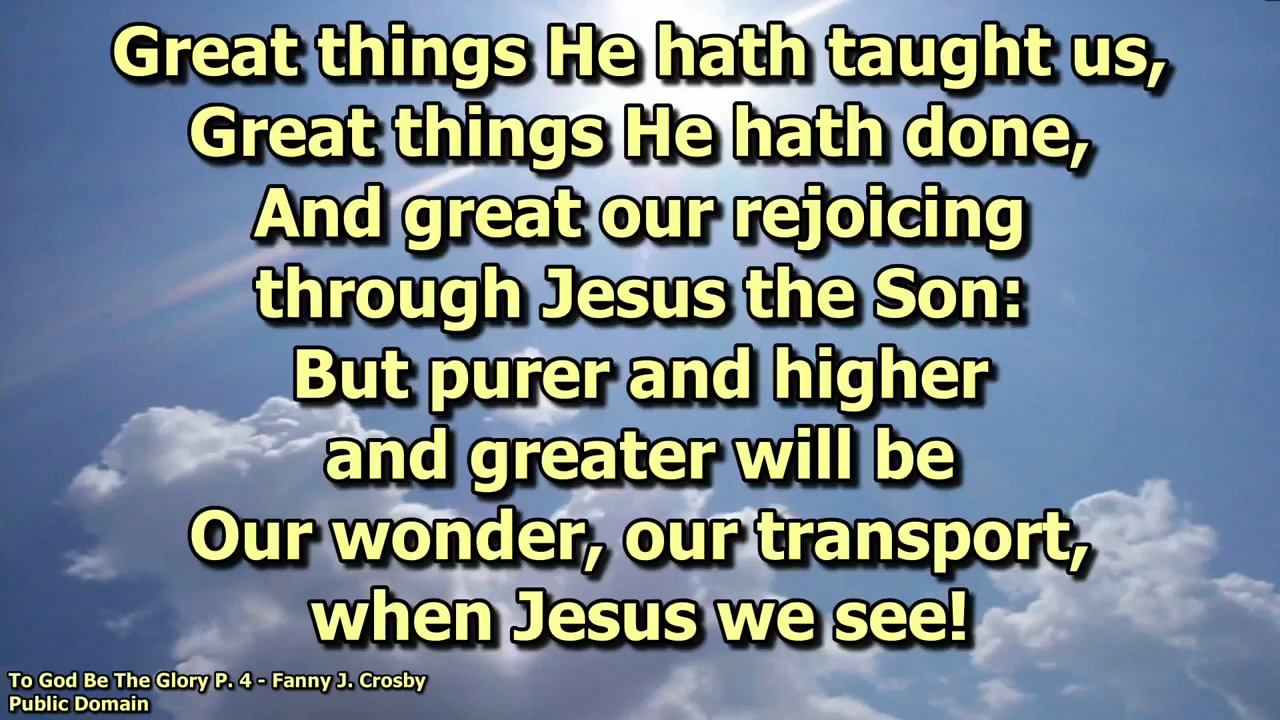 Great things He hath taught us,
Great things He hath done,
And great our rejoicing
through Jesus the Son:
But purer and higher
and greater will be
Our wonder, our transport,
when Jesus we see!
To God Be The Glory P. 4 - Fanny J. Crosby
Public Domain